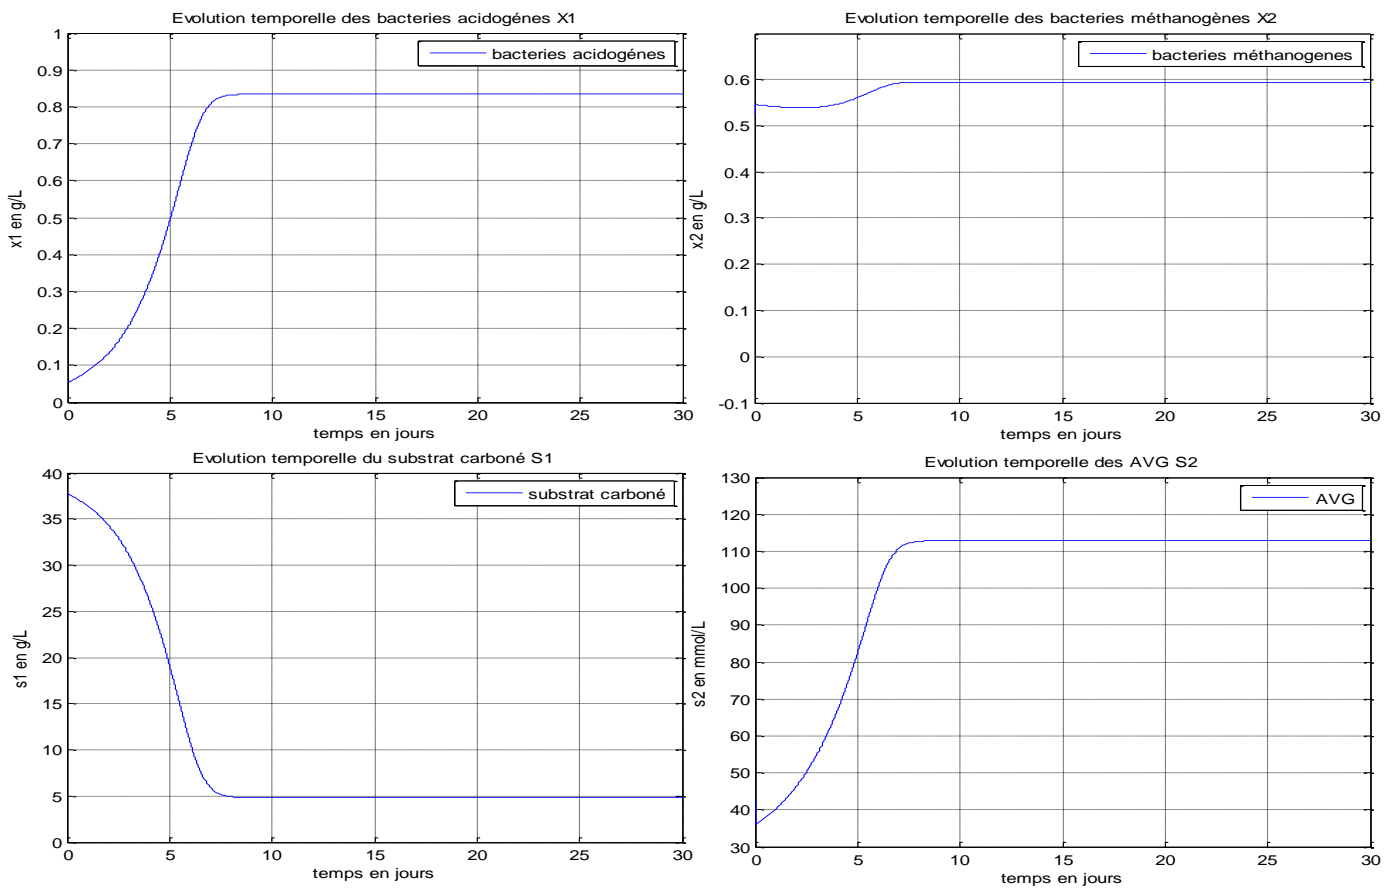 Evolution temporelle des bacteries acidogénes X1
bacteries acidogénes
x1 en g/L
1
0.9
0.8
0.7
0.6
0.5
0.4
0.3
0.2
0.1
0
0 5 10 15 20 25 30
temps en jours
Evolution temporelle des bacteries méthanogènes X2
bacteries méthanogenes
x2 en g/L
0.6
0.5
0.4
0.3
0.2
0.1
0
-0.1
0 5 10 15 20 25 30
temps en jours
Evolution temporelle du substrat carboné S1
substrat carboné
s1 en g/L
40
35
30
25
20
15
10
5
0
0 5 10 15 20 25 30
temps en jours
Evolution temporelle des AVG S2
AVG
s2 en mmol/L
130
120
110
100
90
80
70
60
50
40
30
0 5 10 15 20 25 30
temps en jours